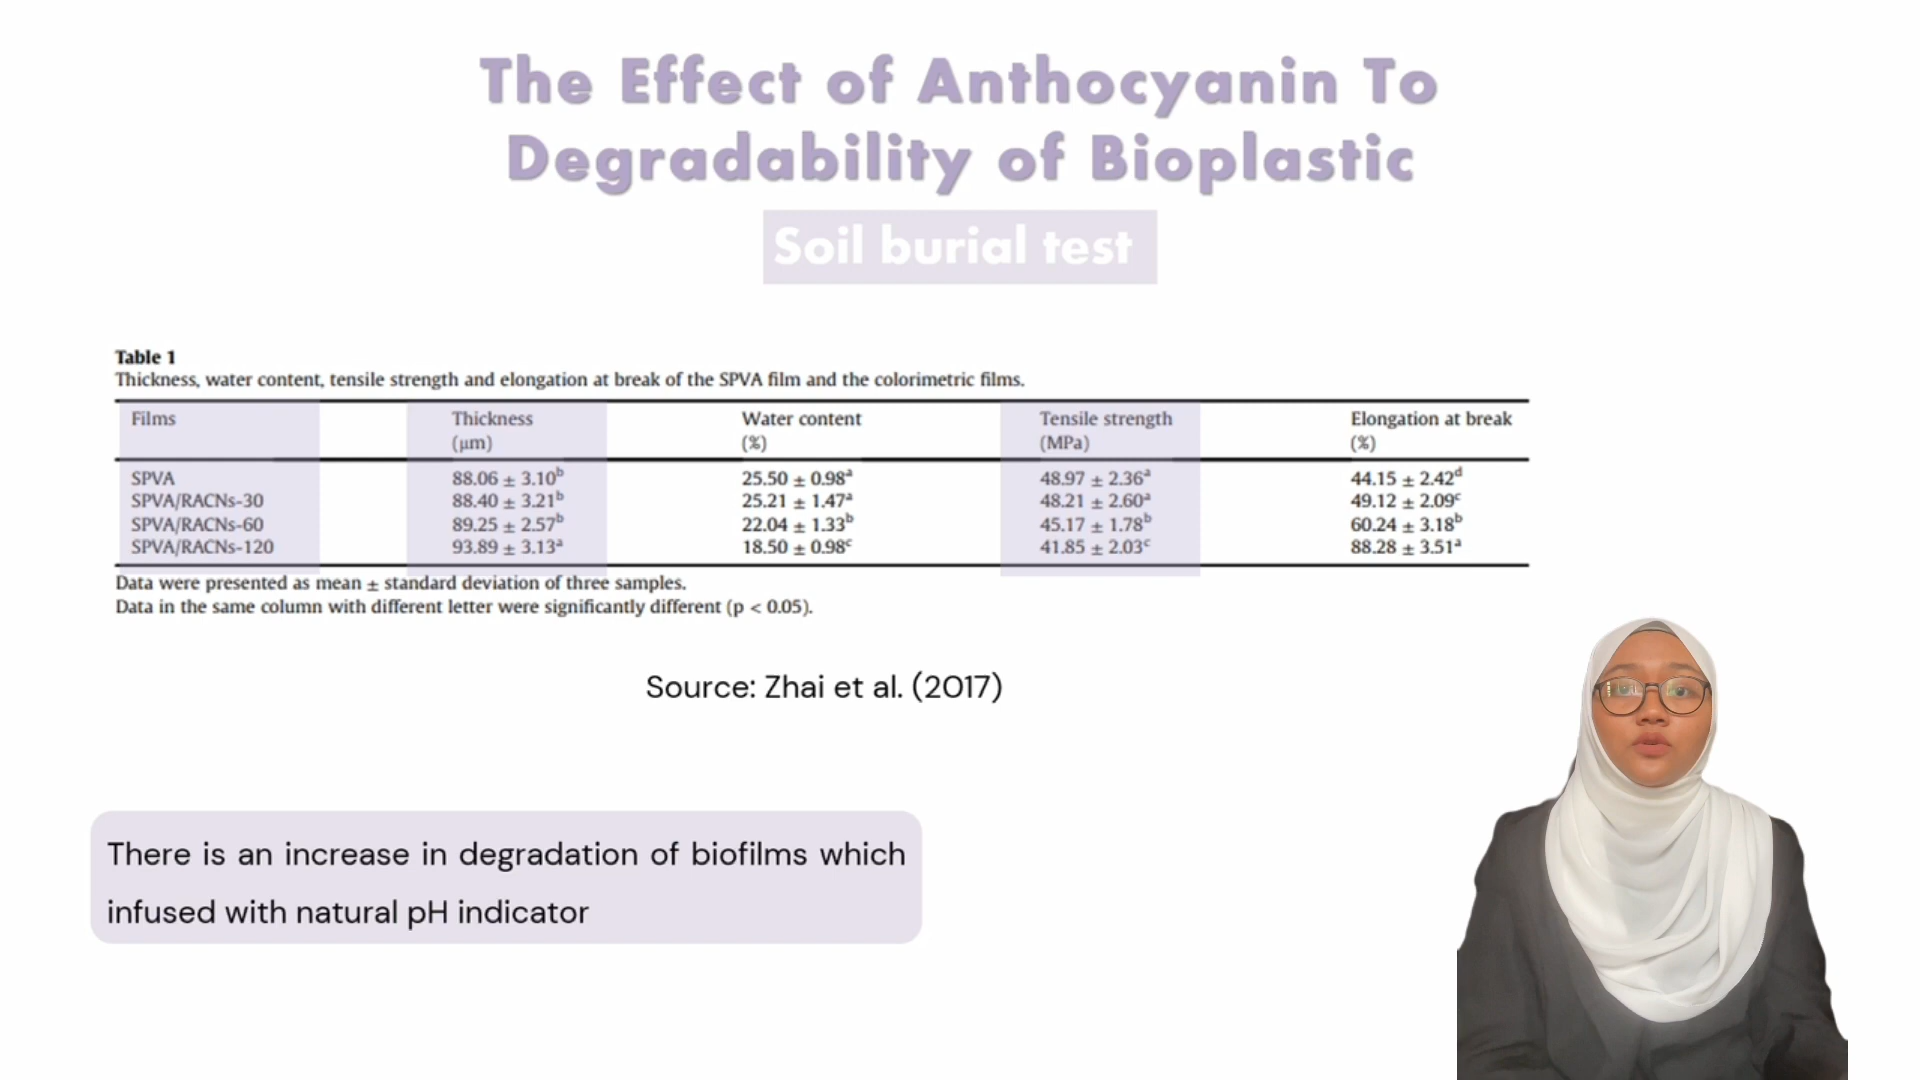 The Effect of Anthocyanin To
Degradability of Bioplastic
Soil burial test
Table 1
Thickness, water content, tensile strength and elongation at break of the SPVA film and the colorimetric films.
Films Thickness Water content Tensile strength Elongation at break
(μm) (%) (MPa) (%)
SPVA 88.06 ± 3.10ᵇ 25.50 ± 0.98ᵃ 48.97 ± 2.36ᵃ 44.15 ± 2.42ᵈ
SPVA/RACNs-30 88.40 ± 3.21ᵇ 25.21 ± 1.47ᵃ 48.21 ± 2.60ᵃ 49.12 ± 2.09ᶜ
SPVA/RACNs-60 89.25 ± 2.57ᵇ 22.04 ± 1.33ᵇ 45.17 ± 1.78ᵇ 60.24 ± 3.18ᵇ
SPVA/RACNs-120 93.89 ± 3.13ᵃ 18.50 ± 0.98ᶜ 41.85 ± 2.03ᶜ 88.28 ± 3.51ᵃ
Data were presented as mean ± standard deviation of three samples.
Data in the same column with different letter were significantly different (p < 0.05).
Source: Zhai et al. (2017)
There is an increase in degradation of biofilms which
infused with natural pH indicator